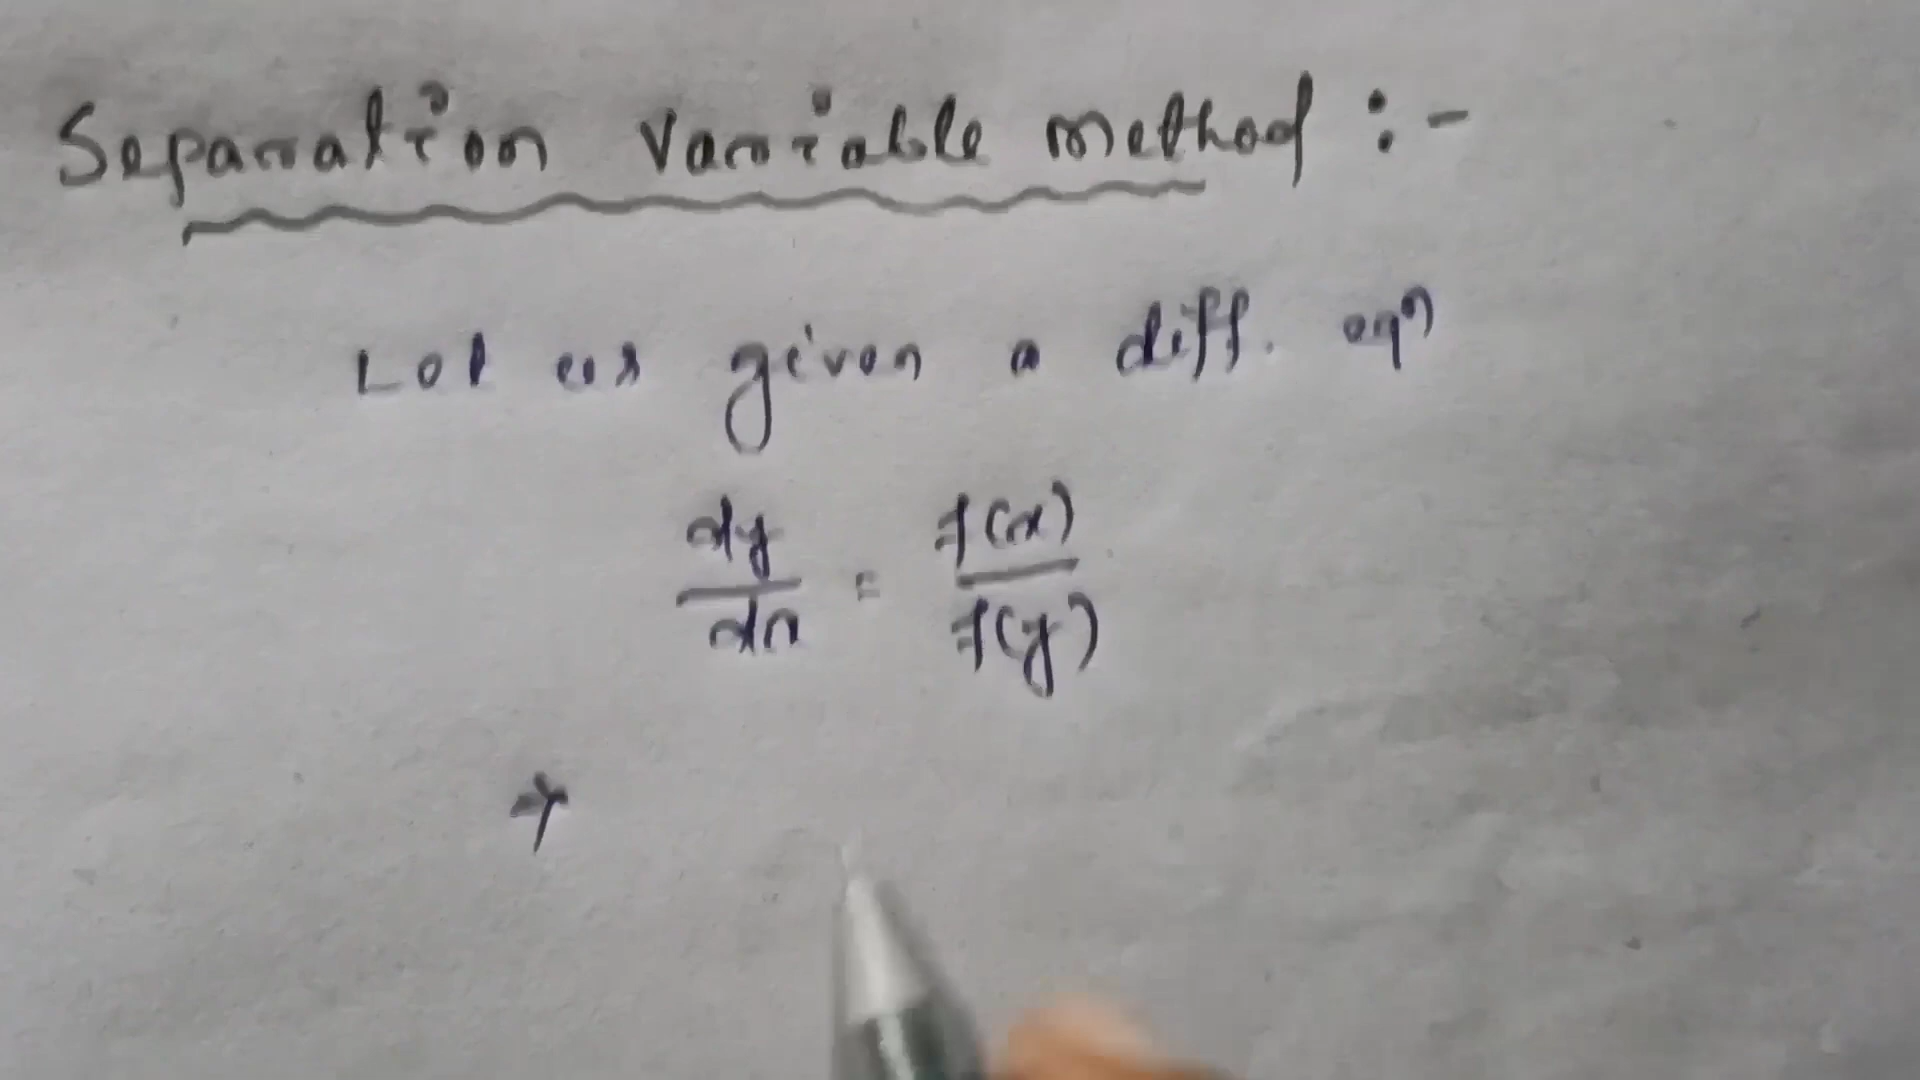 Separation Variable method :-
Let us given a diff. eqn
dy/dx = f(x)/f(y)
⇒